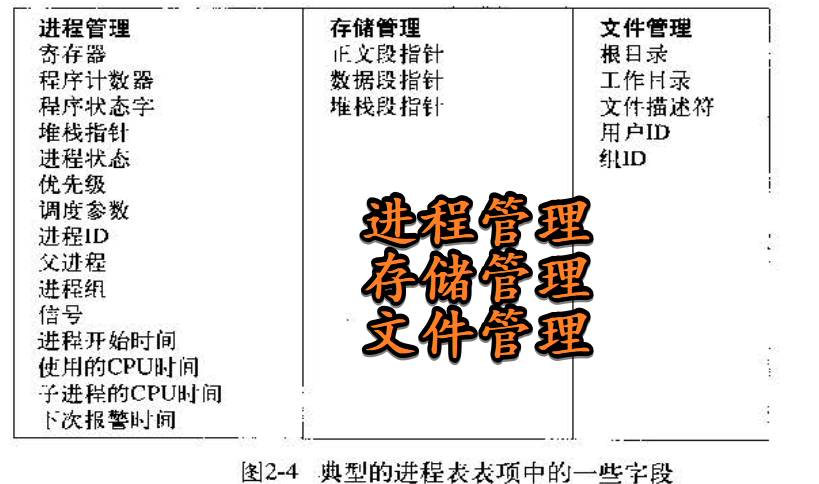 进程管理
寄存器
程序计数器
程序状态字
堆栈指针
进程状态
优先级
调度参数
进程ID
父进程
进程组
信号
进程开始时间
使用的CPU时间
子进程的CPU时间
下次报警时间
存储管理
正文段指针
数据段指针
堆栈段指针
文件管理
根目录
工作目录
文件描述符
用户ID
组ID
进程管理
存储管理
文件管理
图2-4 典型的进程表表项中的一些字段